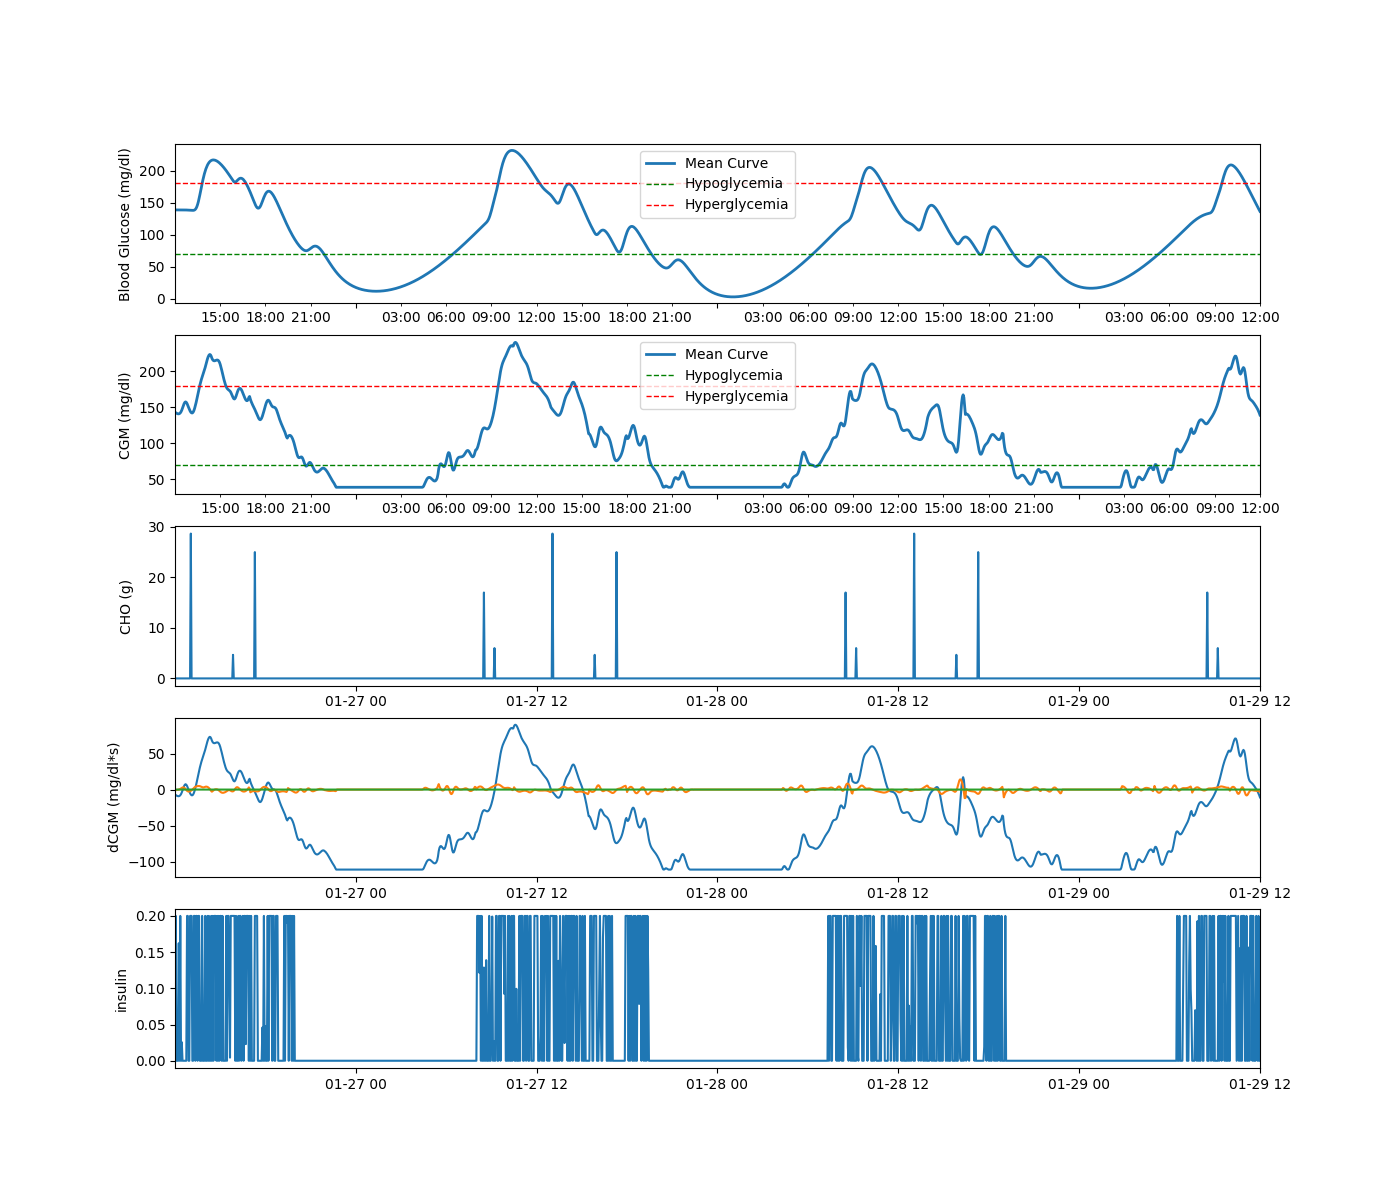 Blood Glucose (mg/dl)
200
150
100
50
0
Mean Curve
Hypoglycemia
Hyperglycemia
15:00 18:00 21:00 03:00 06:00 09:00 12:00 15:00 18:00 21:00 03:00 06:00 09:00 12:00 15:00 18:00 21:00 03:00 06:00 09:00 12:00
CGM (mg/dl)
200
150
100
50
Mean Curve
Hypoglycemia
Hyperglycemia
15:00 18:00 21:00 03:00 06:00 09:00 12:00 15:00 18:00 21:00 03:00 06:00 09:00 12:00 15:00 18:00 21:00 03:00 06:00 09:00 12:00
CHO (g)
30
20
10
0
01-27 00 01-27 12 01-28 00 01-28 12 01-29 00 01-29 12
dCGM (mg/dl*s)
50
0
−50
−100
01-27 00 01-27 12 01-28 00 01-28 12 01-29 00 01-29 12
insulin
0.20
0.15
0.10
0.05
0.00
01-27 00 01-27 12 01-28 00 01-28 12 01-29 00 01-29 12